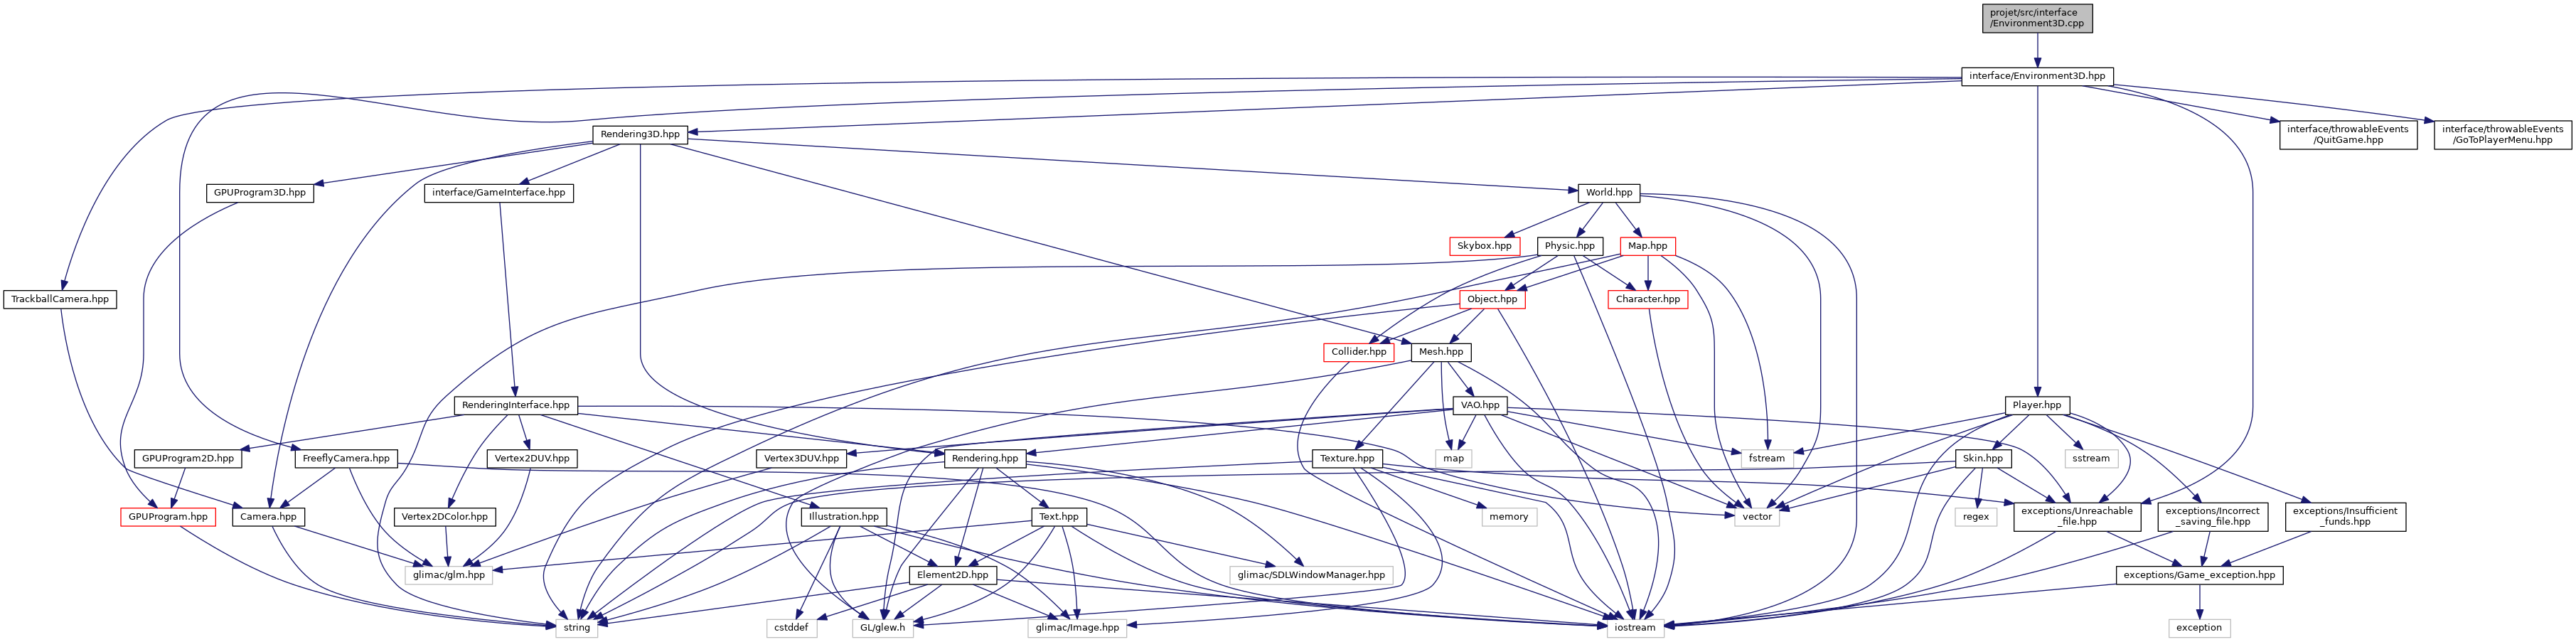 projet/src/interface
/Environment3D.cpp
interface/Environment3D.hpp
Rendering3D.hpp
interface/throwableEvents
/QuitGame.hpp
interface/throwableEvents
/GoToPlayerMenu.hpp
GPUProgram3D.hpp
interface/GameInterface.hpp
World.hpp
Skybox.hpp
Physic.hpp
Map.hpp
TrackballCamera.hpp
Object.hpp
Character.hpp
Collider.hpp
Mesh.hpp
RenderingInterface.hpp
VAO.hpp
Player.hpp
GPUProgram2D.hpp
FreeflyCamera.hpp
Vertex2DUV.hpp
Vertex3DUV.hpp
Rendering.hpp
Texture.hpp
map
fstream
Skin.hpp
sstream
GPUProgram.hpp
Camera.hpp
Vertex2DColor.hpp
Illustration.hpp
Text.hpp
memory
vector
regex
exceptions/Unreachable
_file.hpp
exceptions/Incorrect
_saving_file.hpp
exceptions/Insufficient
_funds.hpp
glimac/glm.hpp
Element2D.hpp
glimac/SDLWindowManager.hpp
exceptions/Game_exception.hpp
string
cstddef
GL/glew.h
glimac/Image.hpp
iostream
exception